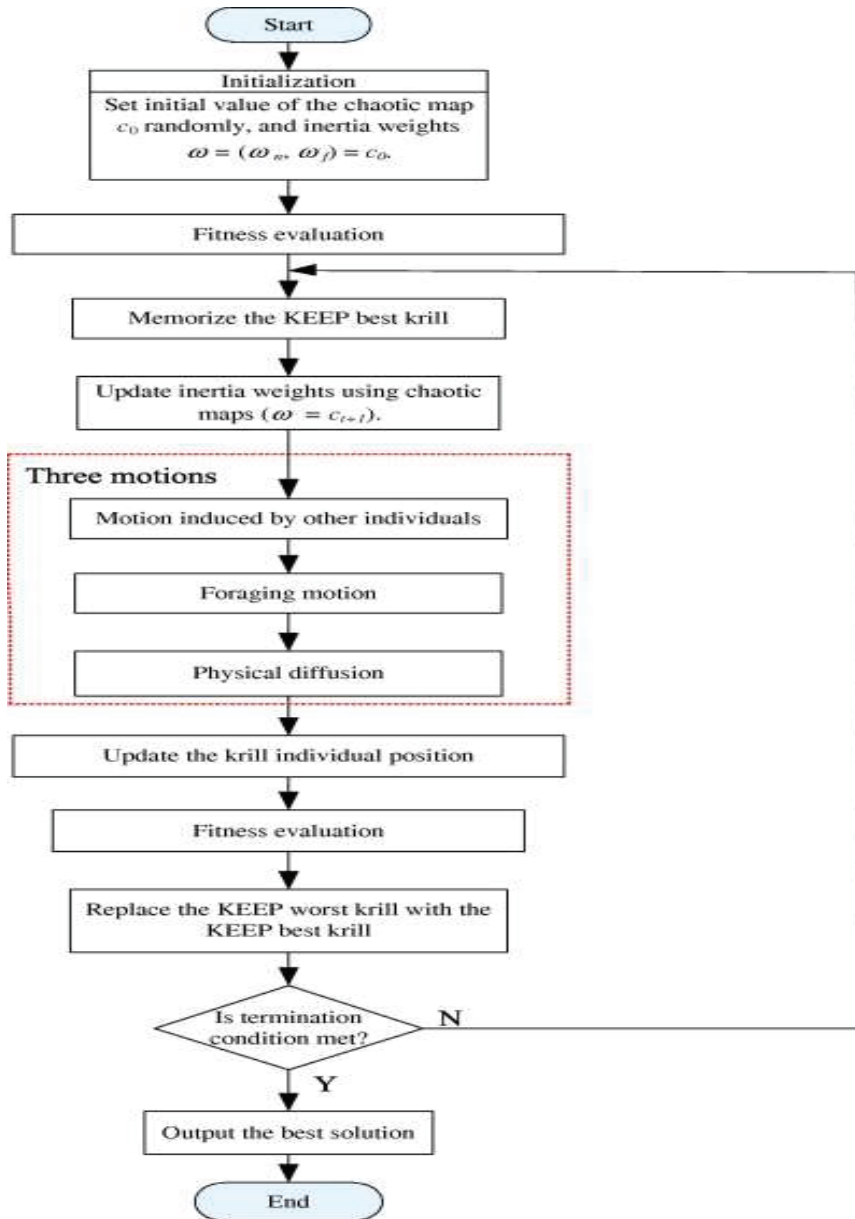 Start
Initialization
Set initial value of the chaotic map
c₀ randomly, and inertia weights
ω = (ωₙ, ω_f) = c₀.
Fitness evaluation
Memorize the KEEP best krill
Update inertia weights using chaotic
maps (ω = cₜ₊₁).
Three motions
Motion induced by other individuals
Foraging motion
Physical diffusion
Update the krill individual position
Fitness evaluation
Replace the KEEP worst krill with the
KEEP best krill
Is termination
condition met?
N
Y
Output the best solution
End